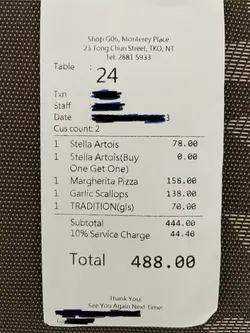 Shop G06, Monterey Place
23 Tong Chun Street, TKO, NT
Tel: 2881 5933
Table : 24
Txn
Staff
Date 3
Cus count: 2
1 Stella Artois 78.00
1 Stella Artois(Buy 0.00
One Get One)
1 Margherita Pizza 158.00
1 Garlic Scallops 138.00
1 TRADITION(gls) 70.00
Subtotal 444.00
10% Service Charge 44.40
Total 488.00
Thank You!
See You Again Next Time!